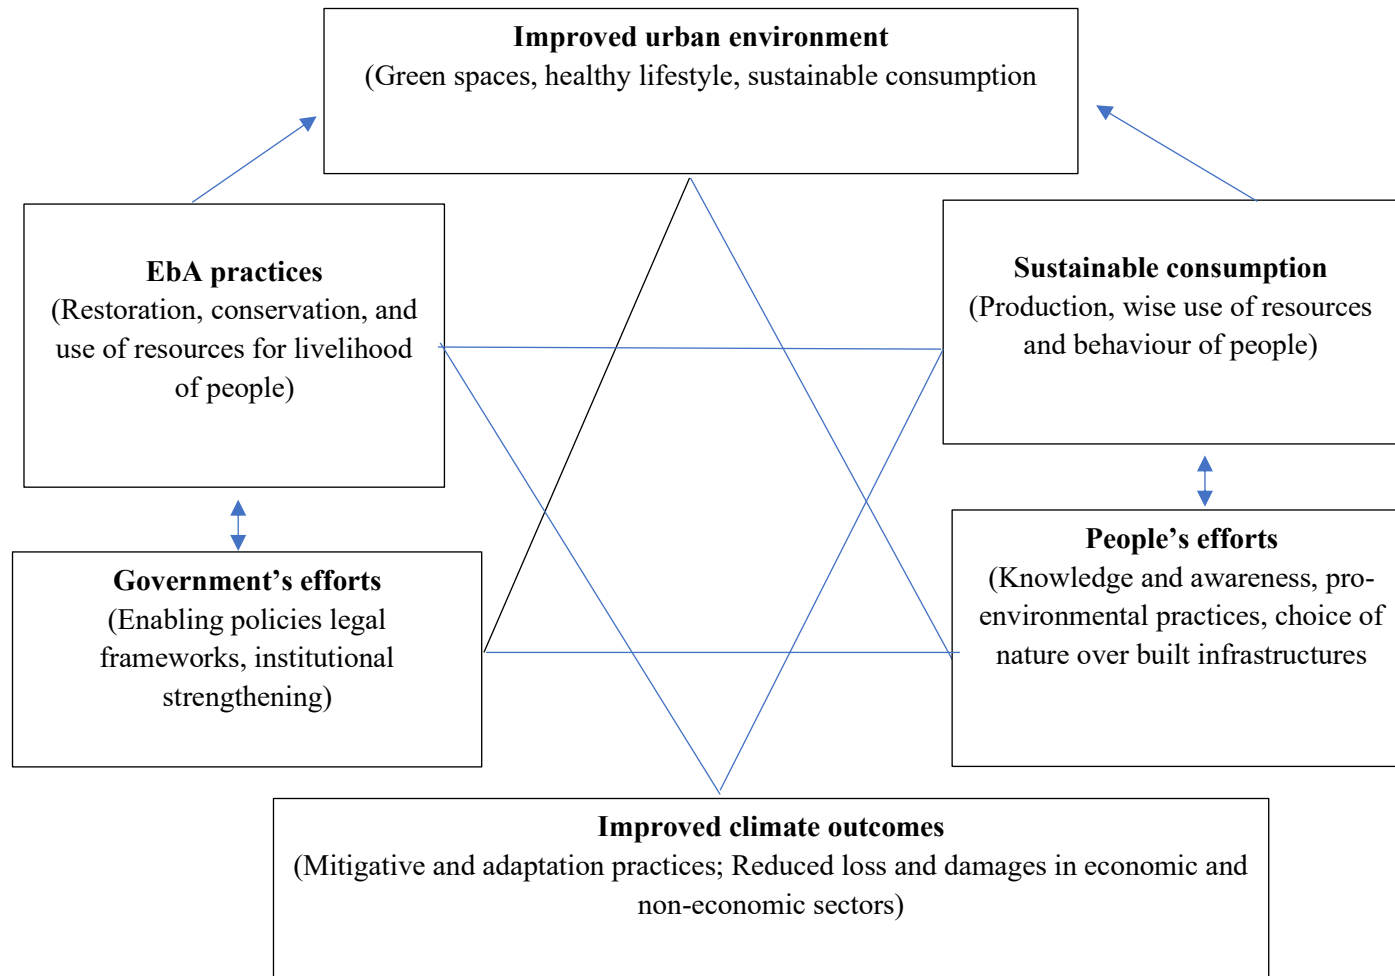 Improved urban environment
(Green spaces, healthy lifestyle, sustainable consumption
EbA practices
(Restoration, conservation, and
use of resources for livelihood
of people)
Sustainable consumption
(Production, wise use of resources
and behaviour of people)
Government’s efforts
(Enabling policies legal
frameworks, institutional
strengthening)
People’s efforts
(Knowledge and awareness, pro-
environmental practices, choice of
nature over built infrastructures
Improved climate outcomes
(Mitigative and adaptation practices; Reduced loss and damages in economic and
non-economic sectors)